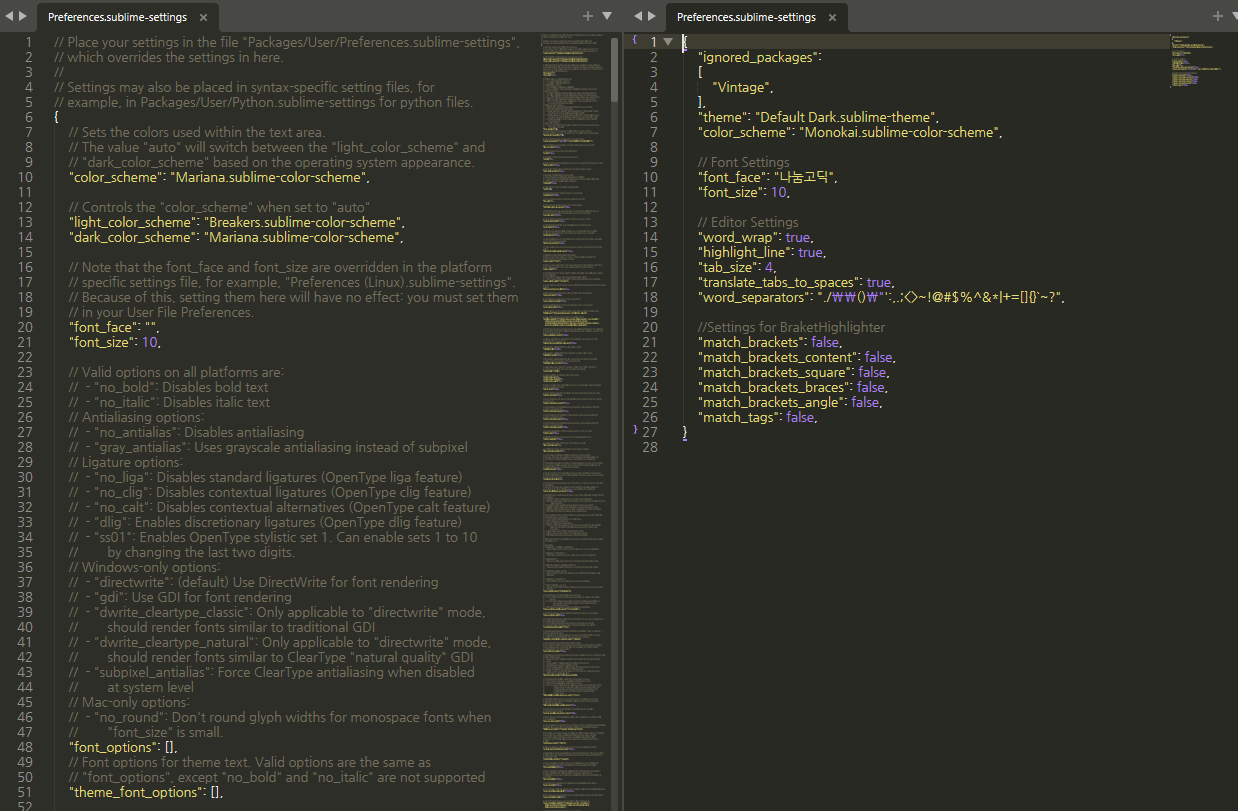 Preferences.sublime-settings
1 // Place your settings in the file "Packages/User/Preferences.sublime-settings",
2 // which overrides the settings in here.
3 //
4 // Settings may also be placed in syntax-specific setting files, for
5 // example, in Packages/User/Python.sublime-settings for python files.
6 {
7 // Sets the colors used within the text area.
8 // The value "auto" will switch between the "light_color_scheme" and
9 // "dark_color_scheme" based on the operating system appearance.
10 "color_scheme": "Mariana.sublime-color-scheme",
11
12 // Controls the "color_scheme" when set to "auto"
13 "light_color_scheme": "Breakers.sublime-color-scheme",
14 "dark_color_scheme": "Mariana.sublime-color-scheme",
15
16 // Note that the font_face and font_size are overridden in the platform
17 // specific settings file, for example, "Preferences (Linux).sublime-settings".
18 // Because of this, setting them here will have no effect: you must set them
19 // in your User File Preferences.
20 "font_face": "",
21 "font_size": 10,
22
23 // Valid options on all platforms are:
24 // - "no_bold": Disables bold text
25 // - "no_italic": Disables italic text
26 // Antialiasing options:
27 // - "no_antialias": Disables antialiasing
28 // - "gray_antialias": Uses grayscale antialiasing instead of subpixel
29 // Ligature options:
30 // - "no_liga": Disables standard ligatures (OpenType liga feature)
31 // - "no_clig": Disables contextual ligatures (OpenType clig feature)
32 // - "no_calt": Disables contextual alternatives (OpenType calt feature)
33 // - "dlig": Enables discretionary ligatures (OpenType dlig feature)
34 // - "ss01": Enables OpenType stylistic set 1. Can enable sets 1 to 10
35 // by changing the last two digits.
36 // Windows-only options:
37 // - "directwrite": (default) Use DirectWrite for font rendering
38 // - "gdi": Use GDI for font rendering
39 // - "dwrite_cleartype_classic": Only applicable to "directwrite" mode,
40 // should render fonts similar to traditional GDI
41 // - "dwrite_cleartype_natural": Only applicable to "directwrite" mode,
42 // should render fonts similar to ClearType "natural quality" GDI
43 // - "subpixel_antialias": Force ClearType antialiasing when disabled
44 // at system level
45 // Mac-only options:
46 // - "no_round": Don't round glyph widths for monospace fonts when
47 // "font_size" is small.
48 "font_options": [],
49 // Font options for theme text. Valid options are the same as
50 // "font_options", except "no_bold" and "no_italic" are not supported
51 "theme_font_options": [],
52
Preferences.sublime-settings
1 {
2 "ignored_packages":
3 [
4 "Vintage",
5 ],
6 "theme": "Default Dark.sublime-theme",
7 "color_scheme": "Monokai.sublime-color-scheme",
8
9 // Font Settings
10 "font_face": "나눔고딕",
11 "font_size": 10,
12
13 // Editor Settings
14 "word_wrap": true,
15 "highlight_line": true,
16 "tab_size": 4,
17 "translate_tabs_to_spaces": true,
18 "word_separators": "./₩₩()₩"':,.;<>~!@#$%^&*|+=[]{}`~?",
19
20 //Settings for BraketHighlighter
21 "match_brackets": false,
22 "match_brackets_content": false,
23 "match_brackets_square": false,
24 "match_brackets_braces": false,
25 "match_brackets_angle": false,
26 "match_tags": false,
27 }
28